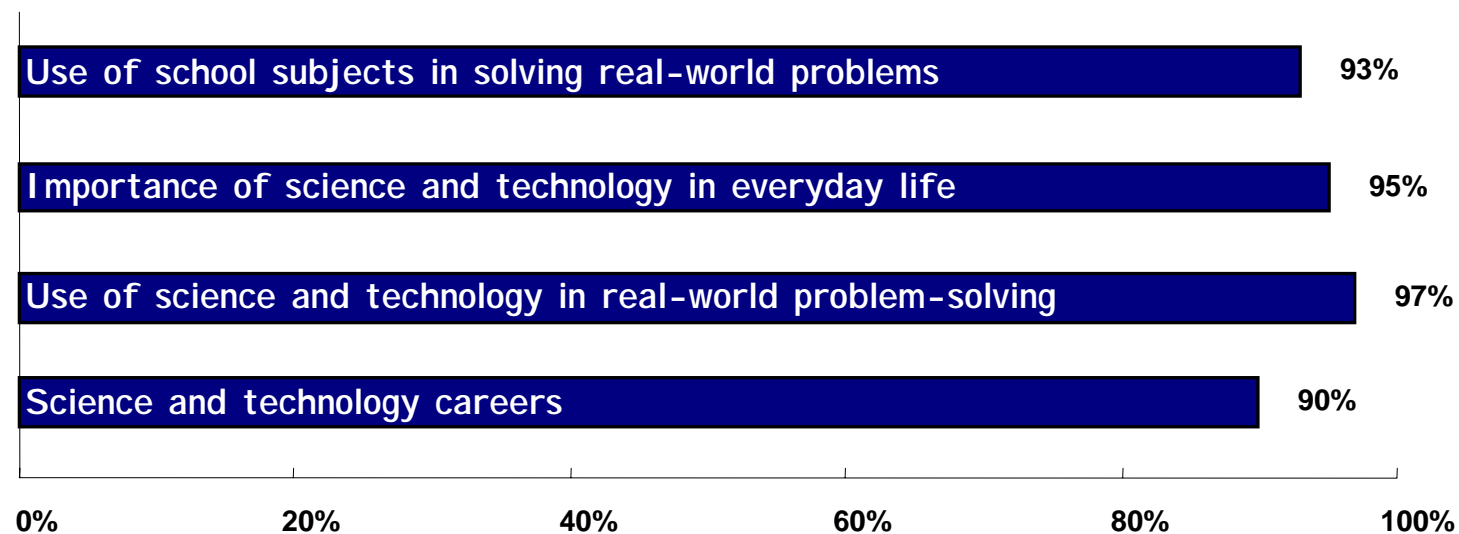 Use of school subjects in solving real-world problems 93%
Importance of science and technology in everyday life 95%
Use of science and technology in real-world problem-solving 97%
Science and technology careers 90%
0% 20% 40% 60% 80% 100%